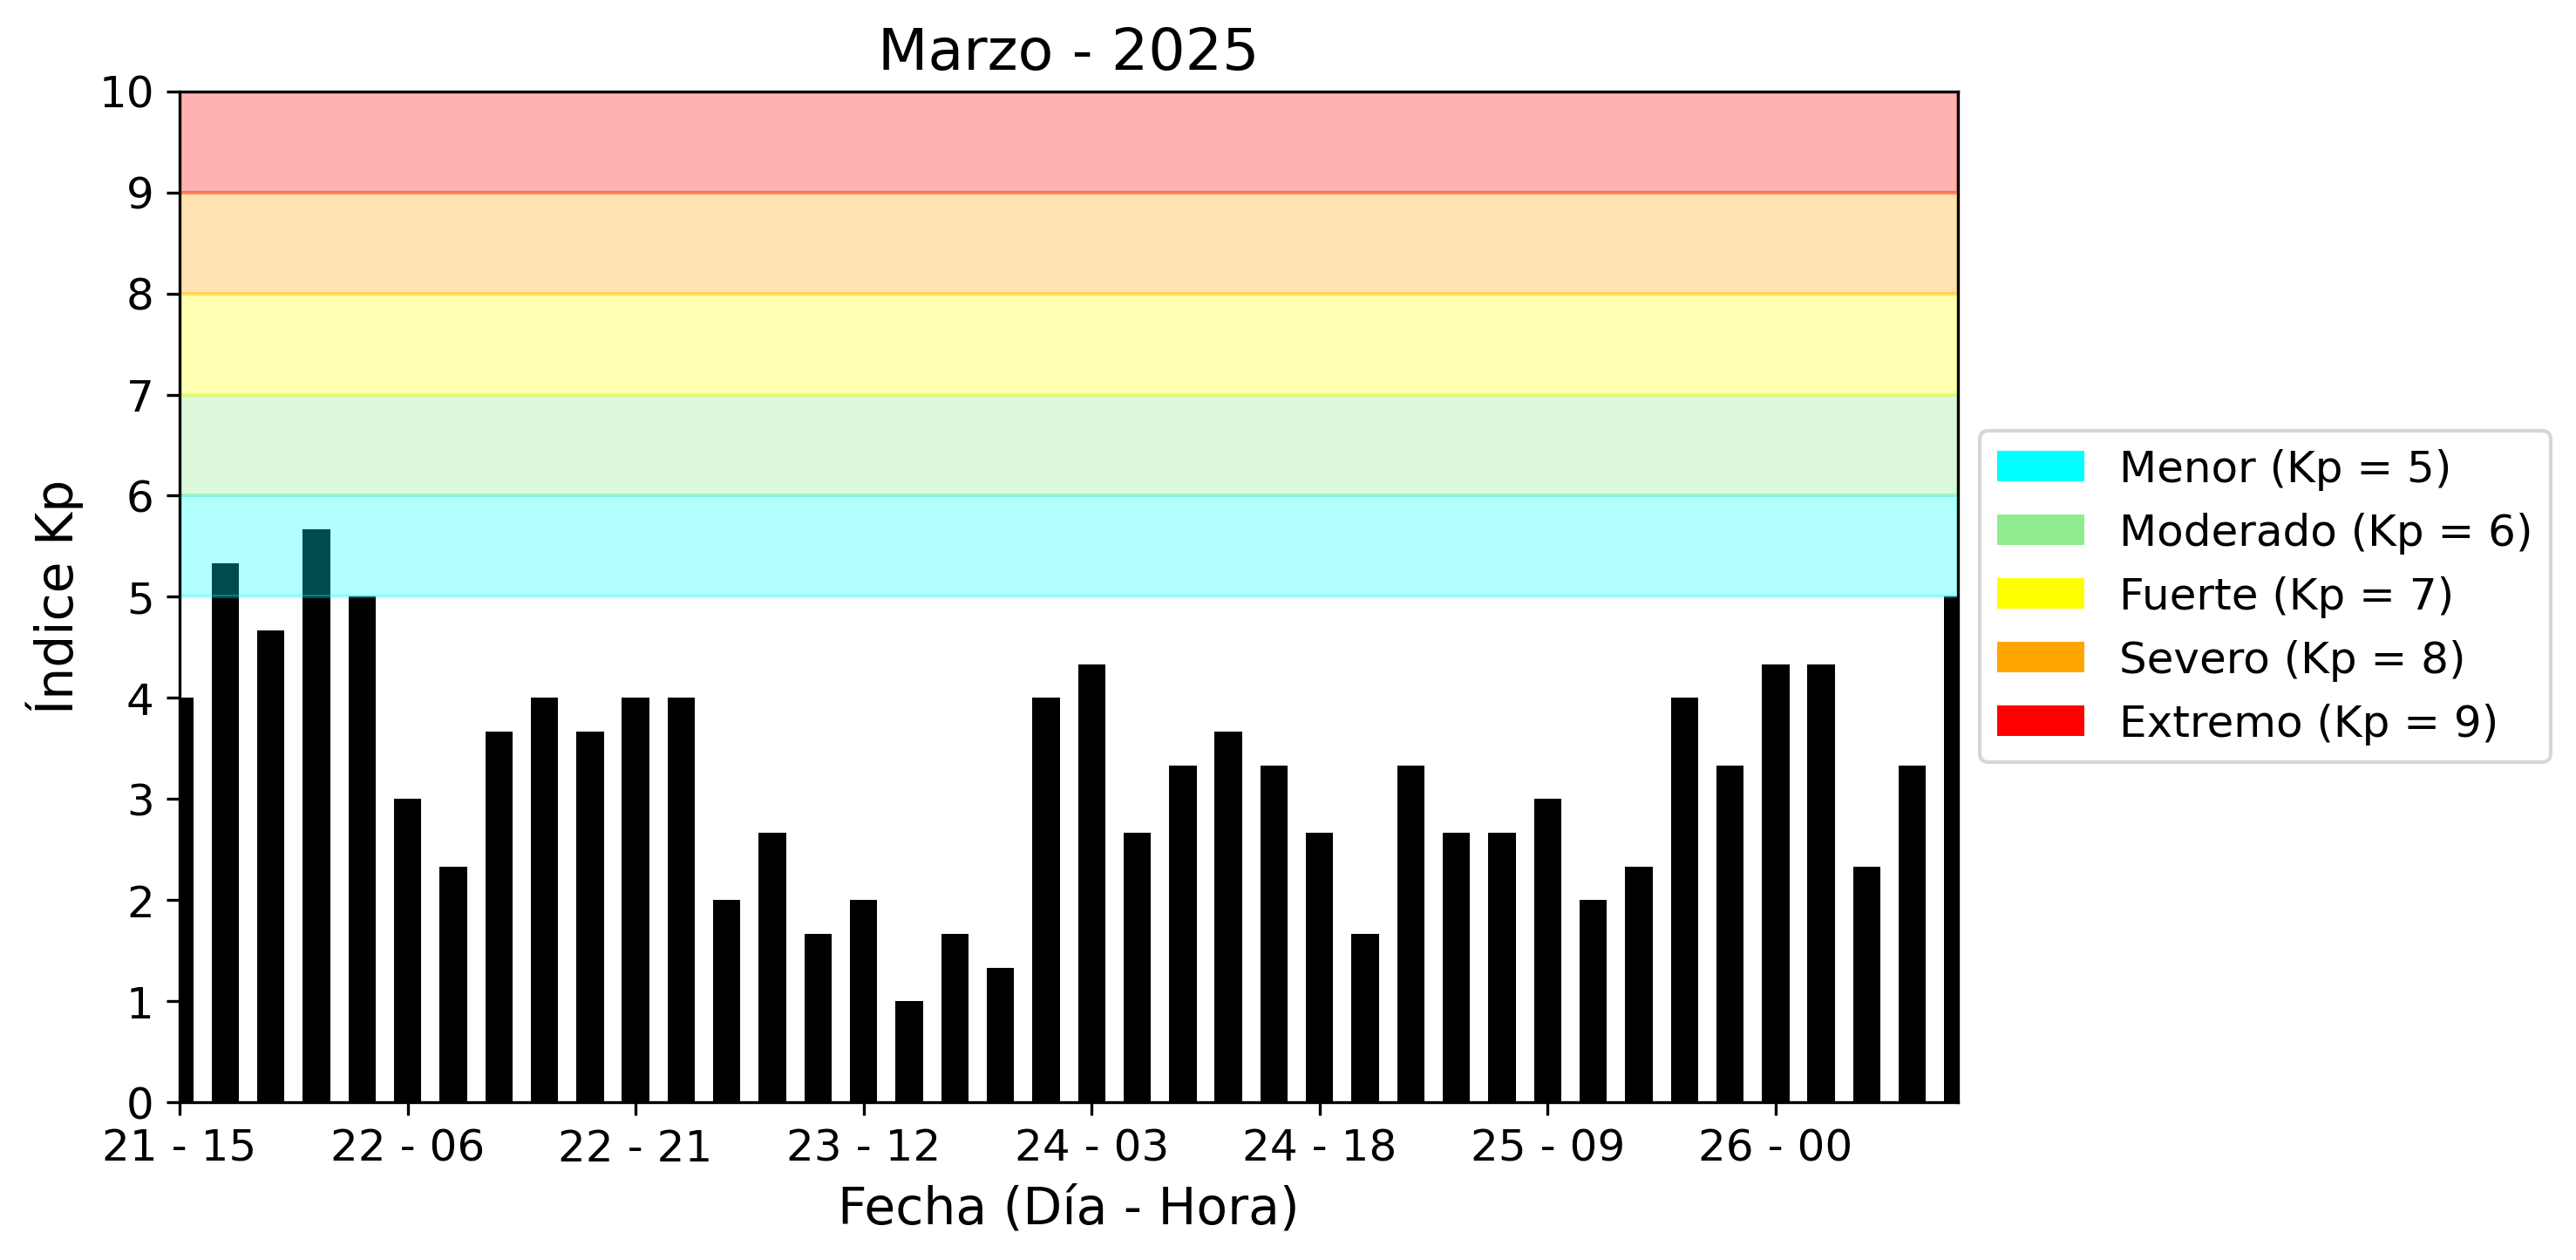 Marzo - 2025
Índice Kp
10
9
8
7
6
5
4
3
2
1
0
21 - 15 22 - 06 22 - 21 23 - 12 24 - 03 24 - 18 25 - 09 26 - 00
Fecha (Día - Hora)
Menor (Kp = 5)
Moderado (Kp = 6)
Fuerte (Kp = 7)
Severo (Kp = 8)
Extremo (Kp = 9)